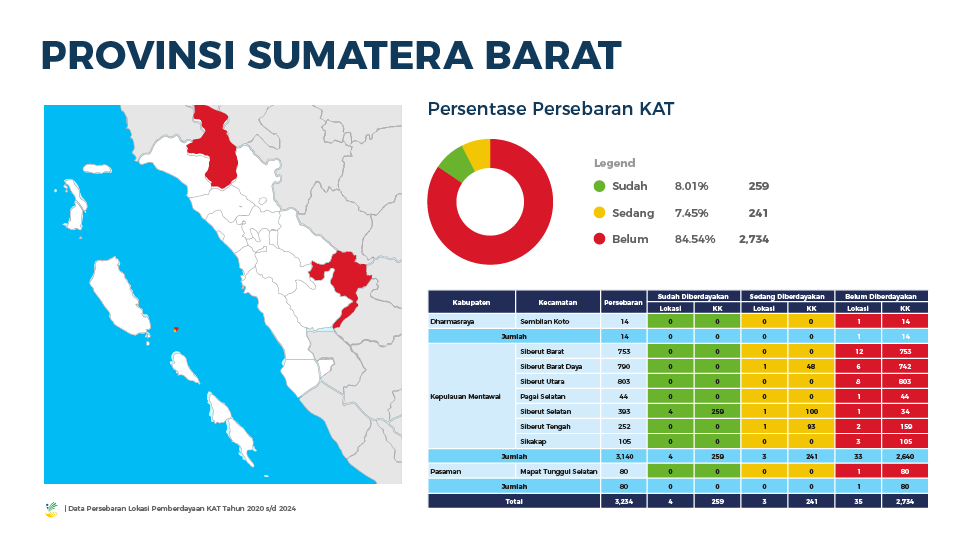 PROVINSI SUMATERA BARAT
Persentase Persebaran KAT
Legend
Sudah 8.01% 259
Sedang 7.45% 241
Belum 84.54% 2,734
Kabupaten Kecamatan Persebaran Sudah Diberdayakan Sedang Diberdayakan Belum Diberdayakan
Lokasi KK Lokasi KK Lokasi KK
Dharmasraya Sembilan Koto 14 0 0 0 0 1 14
Jumlah 14 0 0 0 0 1 14
Kepulauan Mentawai
Siberut Barat 753 0 0 0 0 12 753
Siberut Barat Daya 790 0 0 1 48 6 742
Siberut Utara 803 0 0 0 0 8 803
Pagai Selatan 44 0 0 0 0 1 44
Siberut Selatan 393 4 259 1 100 1 34
Siberut Tengah 252 0 0 1 93 2 159
Sikakap 105 0 0 0 0 3 105
Jumlah 3,140 4 259 3 241 33 2,640
Pasaman Mapat Tunggul Selatan 80 0 0 0 0 1 80
Jumlah 80 0 0 0 0 1 80
Total 3,234 4 259 3 241 35 2,734
| Data Persebaran Lokasi Pemberdayaan KAT Tahun 2020 s/d 2024